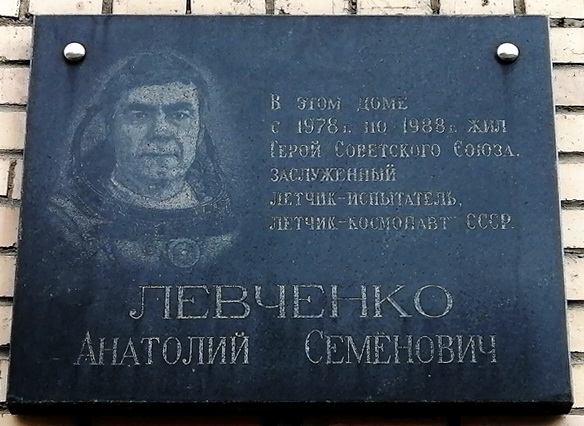 В этом доме
с 1978 г. по 1988 г. жил
Герой Советского Союза,
заслуженный
летчик-испытатель,
летчик-космонавт СССР.
ЛЕВЧЕНКО
Анатолий Семёнович